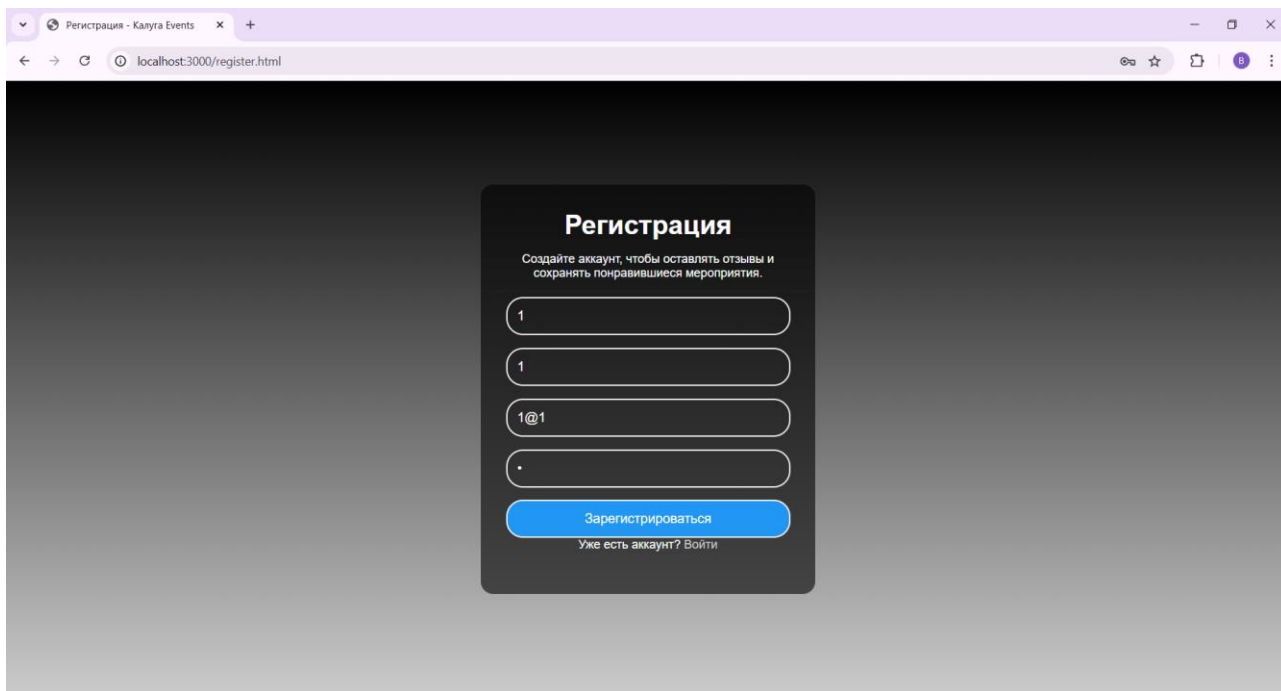 Регистрация - Калуга Events
localhost:3000/register.html
B
Регистрация
Создайте аккаунт, чтобы оставлять отзывы и
сохранять понравившиеся мероприятия.
1
1
1@1
•
Зарегистрироваться
Уже есть аккаунт? Войти